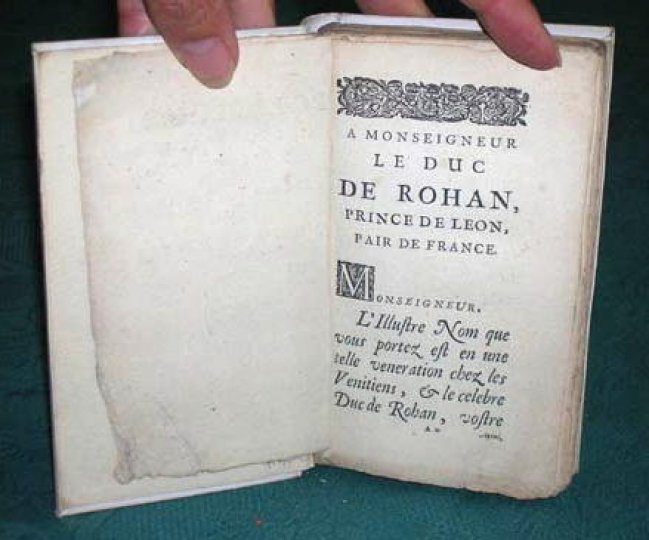 A MONSEIGNEUR
LE DUC
DE ROHAN,
PRINCE DE LEON,
PAIR DE FRANCE.
MONSEIGNEUR.
L'Illuſtre Nom que
vous portez eſt en une
telle veneration chez les
Venitiens, & le celebre
Duc de Rohan, voſtre